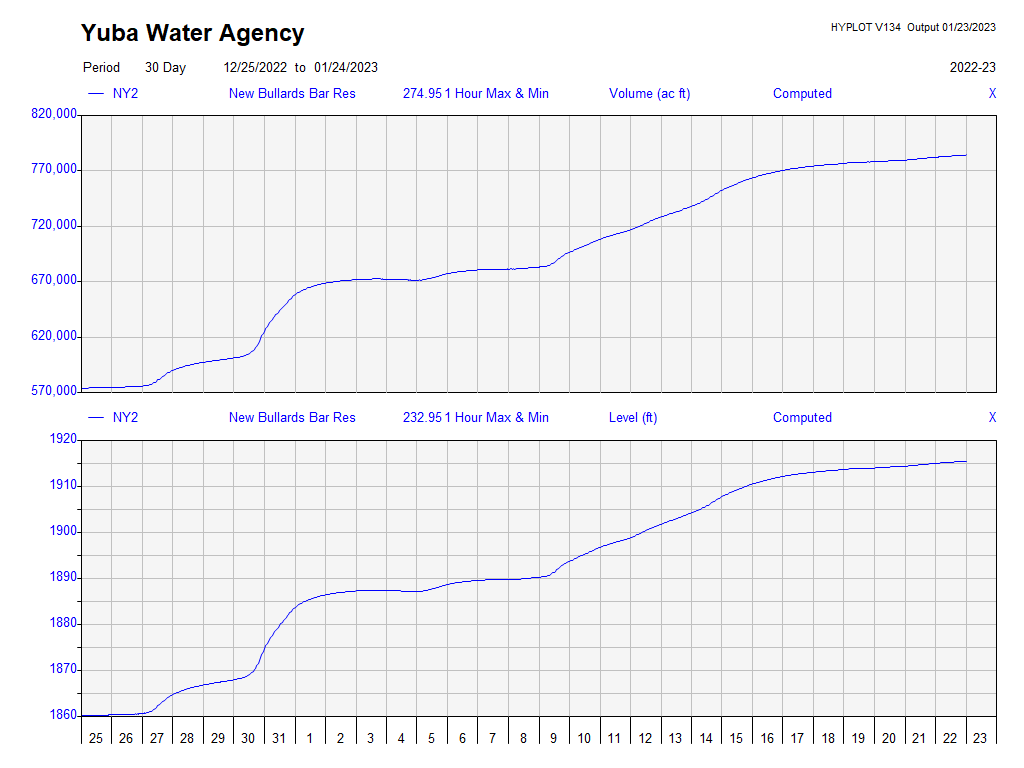 Yuba Water Agency
HYPLOT V134 Output 01/23/2023
Period 30 Day 12/25/2022 to 01/24/2023 2022-23
NY2 New Bullards Bar Res 274.95 1 Hour Max & Min Volume (ac ft) Computed X
820,000
770,000
720,000
670,000
620,000
570,000
NY2 New Bullards Bar Res 232.95 1 Hour Max & Min Level (ft) Computed X
1920
1910
1900
1890
1880
1870
1860
25 26 27 28 29 30 31 1 2 3 4 5 6 7 8 9 10 11 12 13 14 15 16 17 18 19 20 21 22 23